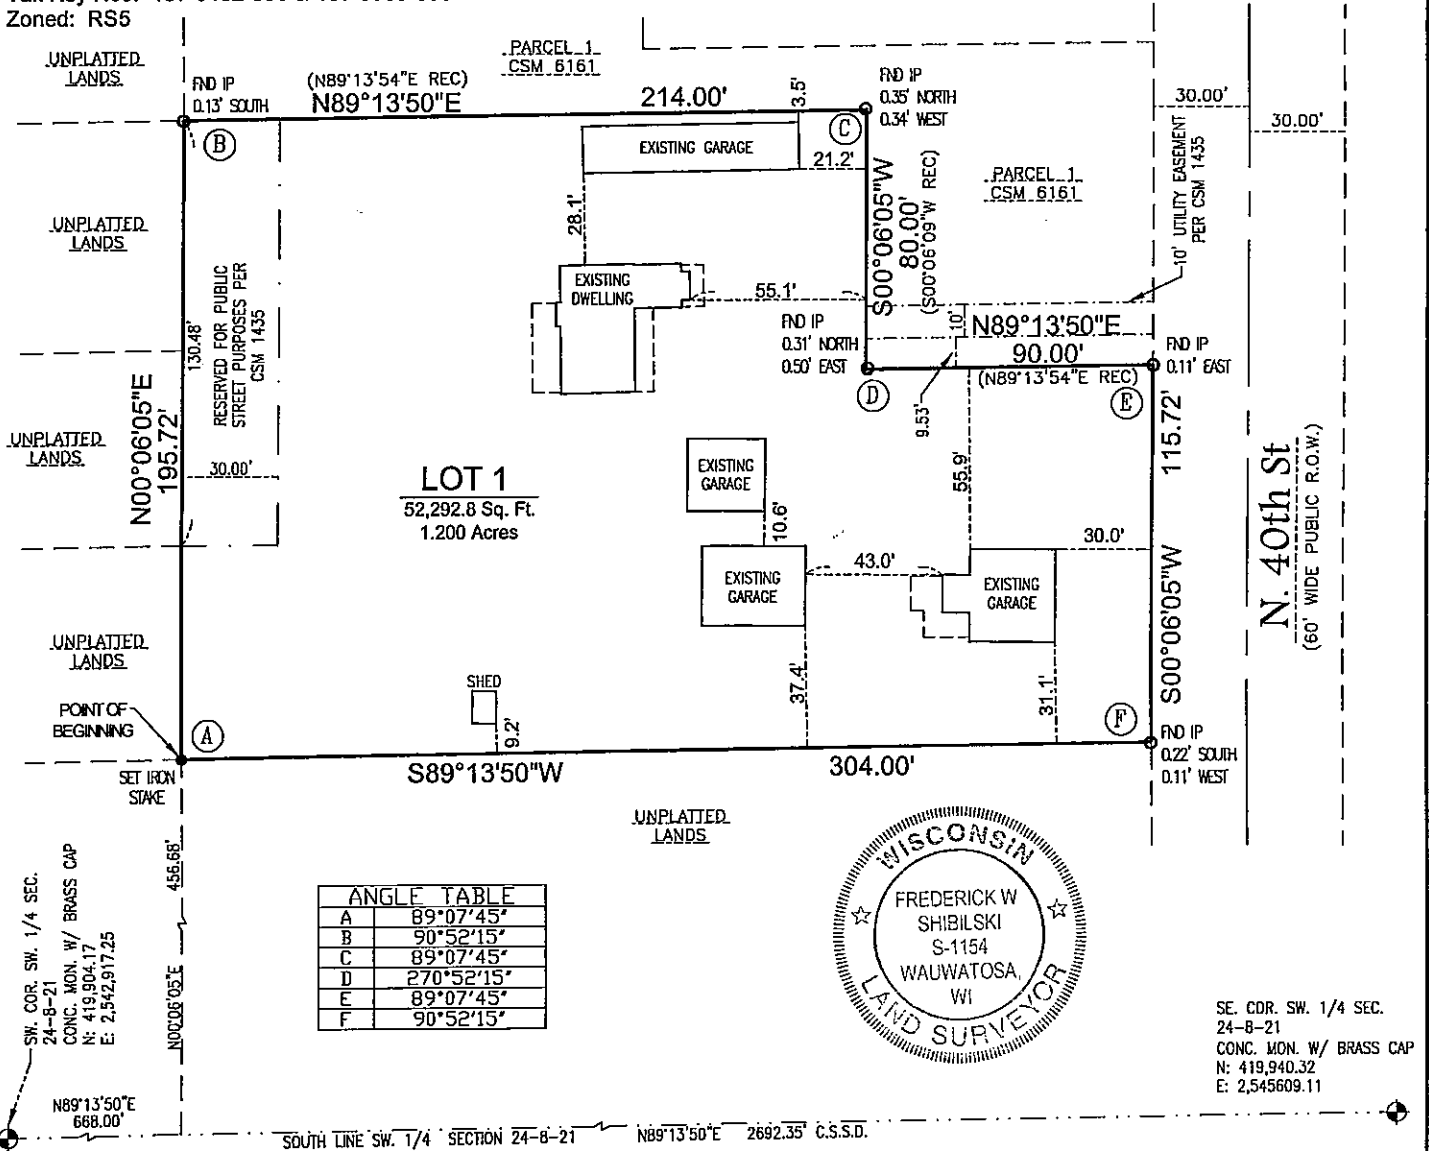 Zoned: RS5
UNPLATTED
LANDS
FND IP
0.13' SOUTH
(N89°13'54"E REC)
N89°13'50"E
214.00'
PARCEL 1
CSM 6161
3.5'
FND IP
0.35' NORTH
0.34' WEST
30.00'
30.00'
B
C
EXISTING GARAGE
21.2'
28.1'
S00°06'05"W
80.00'
(S00°06'09"W REC)
PARCEL 1
CSM 6161
10' UTILITY EASEMENT
PER CSM 1435
UNPLATTED
LANDS
RESERVED FOR PUBLIC
STREET PURPOSES PER
CSM 1435
130.48'
EXISTING
DWELLING
55.1'
FND IP
0.31' NORTH
0.50' EAST
10'
N89°13'50"E
90.00'
(N89°13'54"E REC)
FND IP
0.11' EAST
D
E
9.53'
N00°06'05"E
195.72'
UNPLATTED
LANDS
30.00'
LOT 1
52,292.8 Sq. Ft.
1.200 Acres
EXISTING
GARAGE
10.6'
55.9'
115.72'
S00°06'05"W
N. 40th St
(60' WIDE PUBLIC R.O.W.)
30.0'
EXISTING
GARAGE
43.0'
EXISTING
GARAGE
UNPLATTED
LANDS
SHED
9.2'
37.4'
31.1'
POINT OF
BEGINNING
A
F
SET IRON
STAKE
S89°13'50"W
304.00'
FND IP
0.22' SOUTH
0.11' WEST
UNPLATTED
LANDS
456.68'
N00°06'05"E
SW. COR. SW. 1/4 SEC.
24-8-21
CONC. MON. W/ BRASS CAP
N: 419,904.17
E: 2,542,917.25
ANGLE TABLE
A 89°07'45"
B 90°52'15"
C 89°07'45"
D 270°52'15"
E 89°07'45"
F 90°52'15"
WISCONSIN
FREDERICK W
SHIBILSKI
S-1154
WAUWATOSA,
WI
LAND SURVEYOR
SE. COR. SW. 1/4 SEC.
24-8-21
CONC. MON. W/ BRASS CAP
N: 419,940.32
E: 2,545609.11
N89°13'50"E
668.00'
SOUTH LINE SW. 1/4 SECTION 24-8-21 N89°13'50"E 2692.35' C.S.S.D.